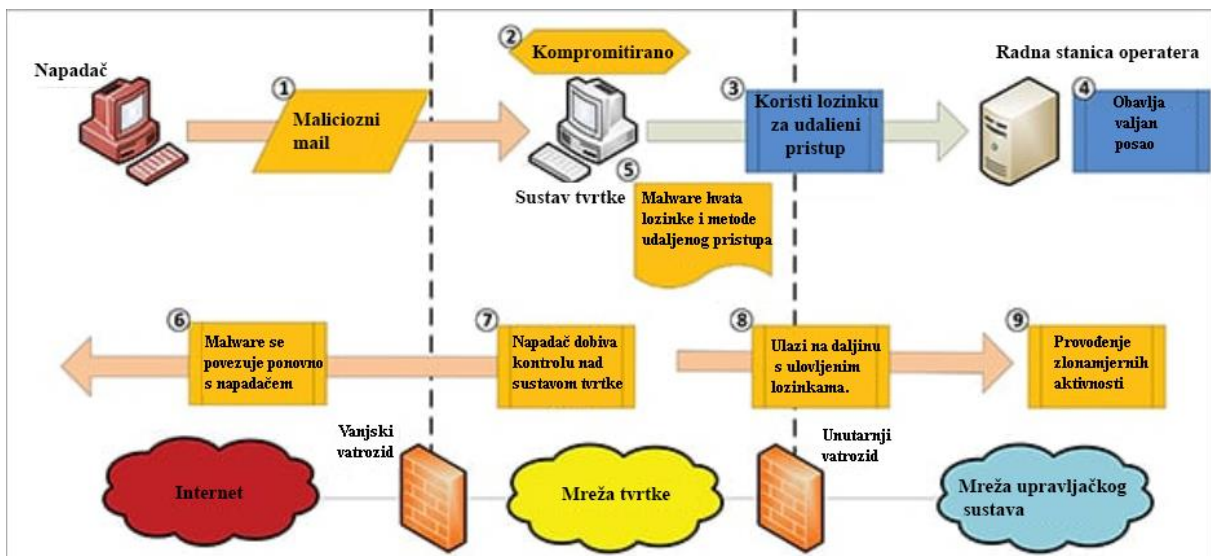 Napadač
①
Maliciozni
mail
②
Kompromitirano
Sustav tvrtke
③
Koristi lozinku
za udalieni
pristup
Radna stanica operatera
④
Obavlja
valjan
posao
⑤
Malware hvata
lozinke i metode
udaljenog pristupa
⑥
Malware se
povezuje ponovno
s napadačem
⑦
Napadač dobiva
kontrolu nad
sustavom tvrtke
⑧
Ulazi na daljinu
s ulovljenim
lozinkama.
⑨
Provođenje
zlonamjernih
aktivnosti
Internet
Vanjski
vatrozid
Mreža tvrtke
Unutarnji
vatrozid
Mreža upravljačkog
sustava